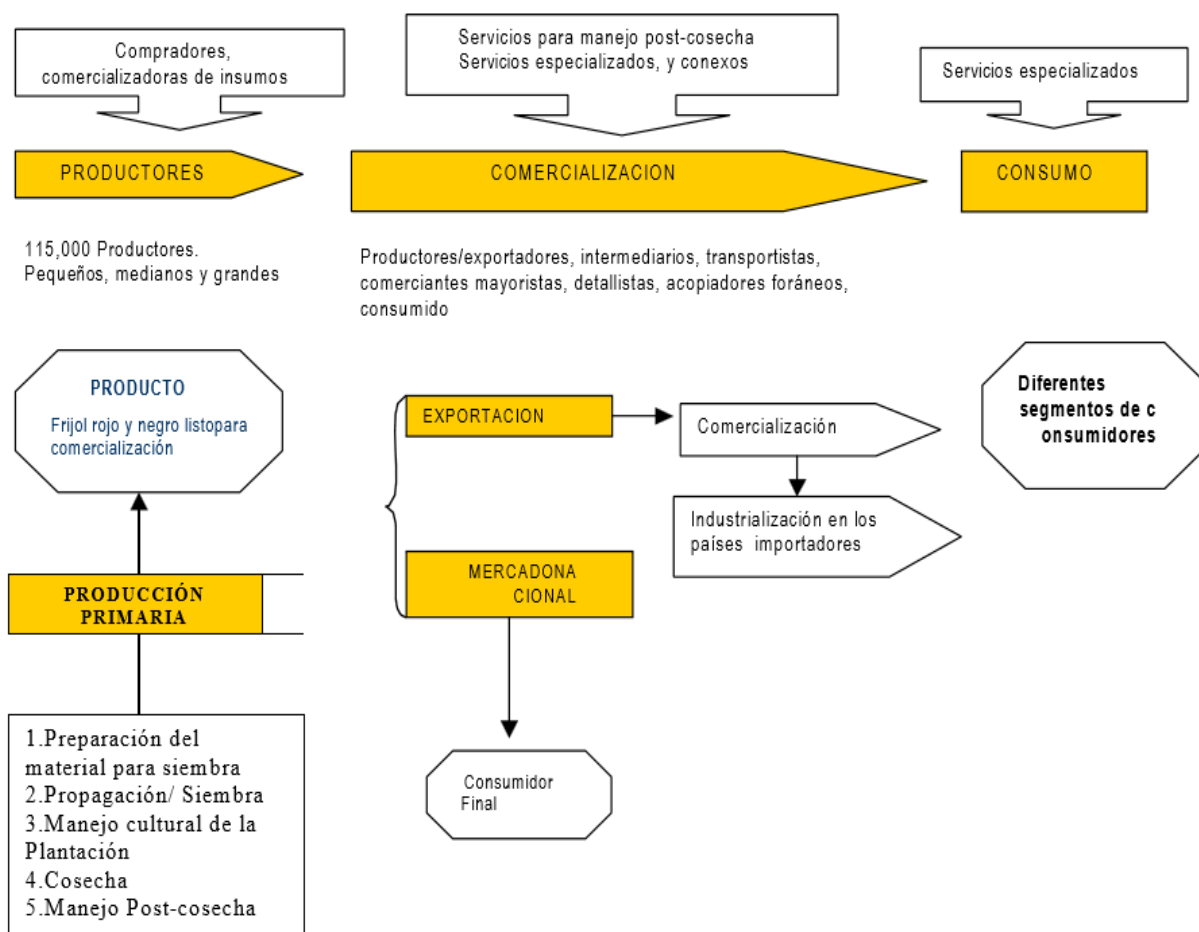 Compradores,
comercializadoras de insumos
Servicios para manejo post-cosecha
Servicios especializados, y conexos
Servicios especializados
PRODUCTORES
COMERCIALIZACION
CONSUMO
115,000 Productores.
Pequeños, medianos y grandes
Productores/exportadores, intermediarios, transportistas,
comerciantes mayoristas, detallistas, acopiadores foráneos,
consumido
PRODUCTO
Frijol rojo y negro listopara
comercialización
EXPORTACION
Comercialización
Diferentes
segmentos de c
onsumidores
Industrialización en los
países importadores
MERCADONA
CIONAL
PRODUCCIÓN
PRIMARIA
1.Preparación del
material para siembra
2.Propagación/ Siembra
3.Manejo cultural de la
Plantación
4.Cosecha
5.Manejo Post-cosecha
Consumidor
Final